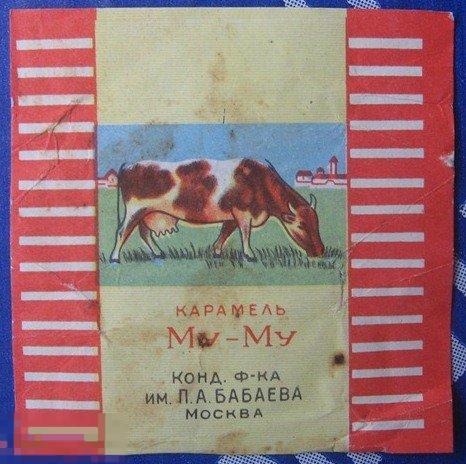 КАРАМЕЛЬ
Му-Му
КОНД. Ф-КА
ИМ. П.А. БАБАЕВА
МОСКВА